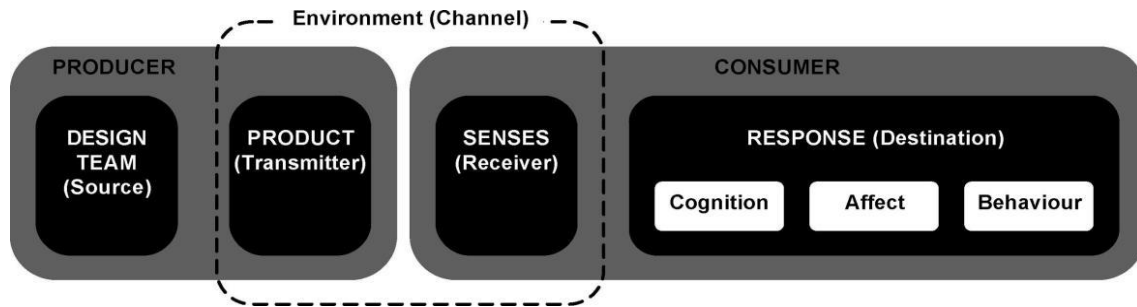 Environment (Channel)
PRODUCER
CONSUMER
DESIGN
TEAM
(Source)
PRODUCT
(Transmitter)
SENSES
(Receiver)
RESPONSE (Destination)
Cognition
Affect
Behaviour